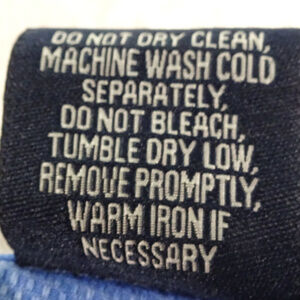 DO NOT DRY CLEAN,
MACHINE WASH COLD
SEPARATELY,
DO NOT BLEACH,
TUMBLE DRY LOW,
REMOVE PROMPTLY,
WARM IRON IF
NECESSARY